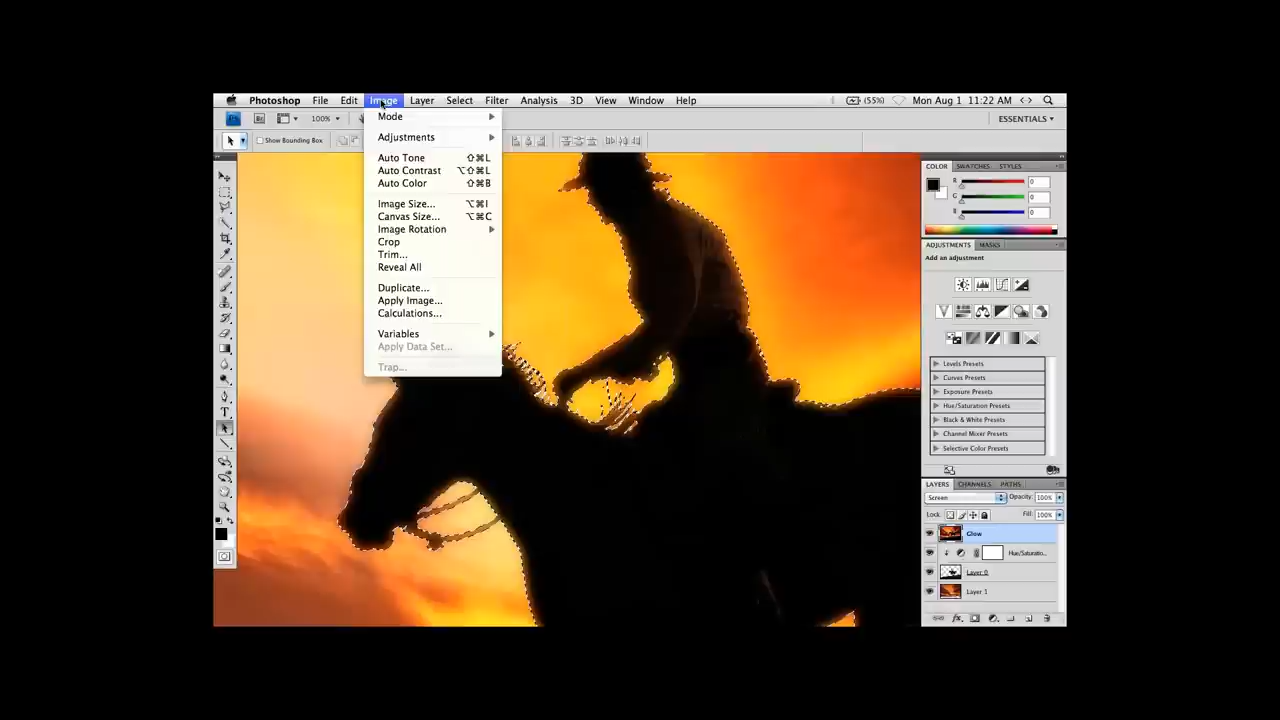 Photoshop File Edit Image Layer Select Filter Analysis 3D View Window Help (55%) Mon Aug 1 11:22 AM
100% ESSENTIALS
Show Bounding Box
Mode
Adjustments
Auto Tone ⇧⌘L
Auto Contrast ⌥⇧⌘L
Auto Color ⇧⌘B
Image Size... ⌥⌘I
Canvas Size... ⌥⌘C
Image Rotation
Crop
Trim...
Reveal All
Duplicate...
Apply Image...
Calculations...
Variables
Apply Data Set...
Trap...
COLOR SWATCHES STYLES
R 0
G 0
B 0
ADJUSTMENTS MASKS
Add an adjustment
Levels Presets
Curves Presets
Exposure Presets
Hue/Saturation Presets
Black & White Presets
Channel Mixer Presets
Selective Color Presets
LAYERS CHANNELS PATHS
Screen Opacity: 100%
Lock: Fill: 100%
Glow
Hue/Saturatio...
Layer 0
Layer 1
fx